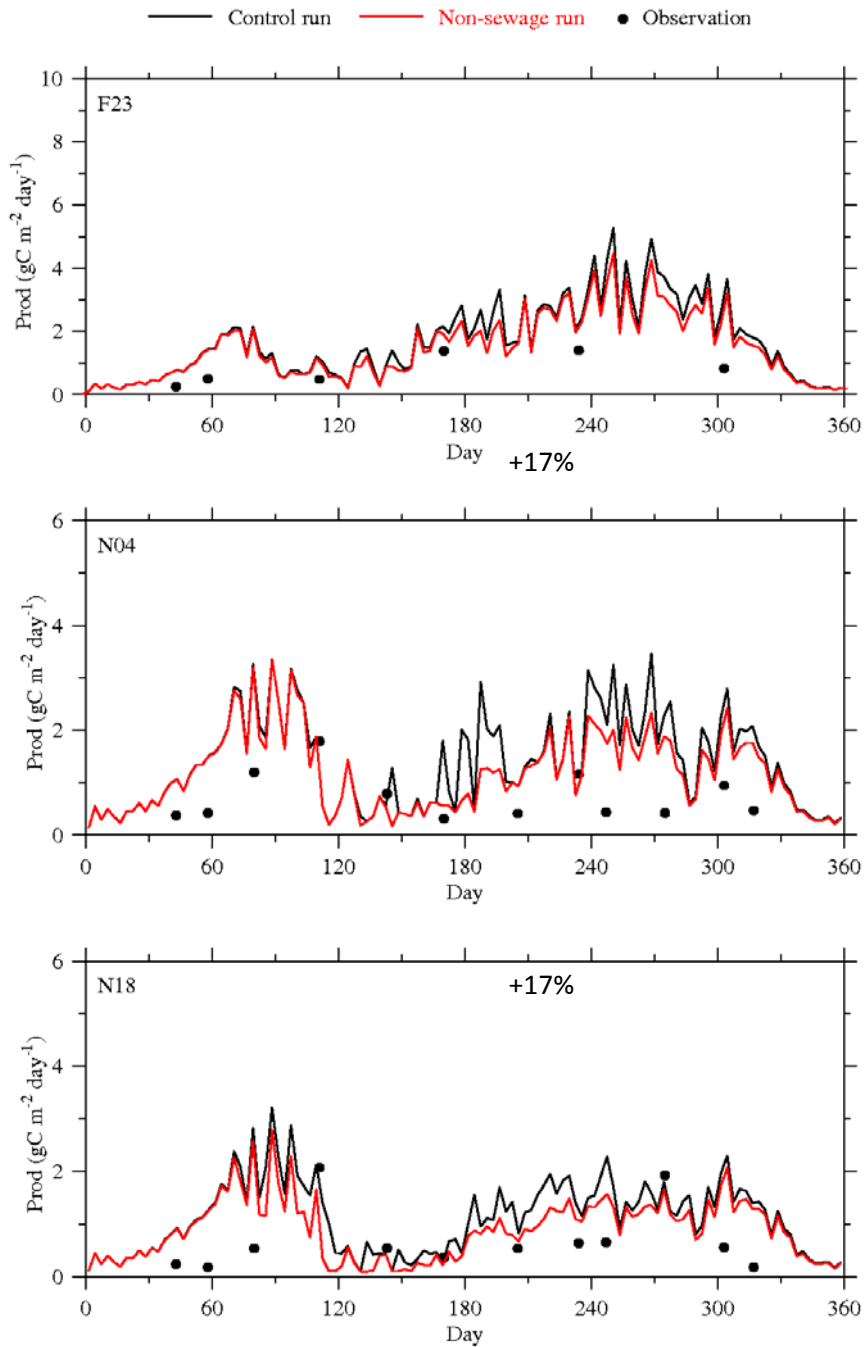 Control run Non-sewage run Observation
F23
10
8
6
4
2
0
Prod (gC m⁻² day⁻¹)
0 60 120 180 240 300 360
Day
+17%
N04
6
4
2
0
Prod (gC m⁻² day⁻¹)
0 60 120 180 240 300 360
Day
N18
+17%
6
4
2
0
Prod (gC m⁻² day⁻¹)
0 60 120 180 240 300 360
Day